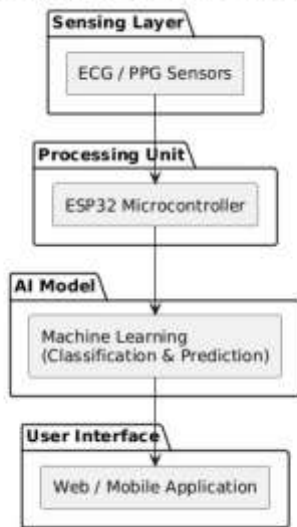 Sensing Layer
ECG / PPG Sensors
Processing Unit
ESP32 Microcontroller
AI Model
Machine Learning
(Classification & Prediction)
User Interface
Web / Mobile Application